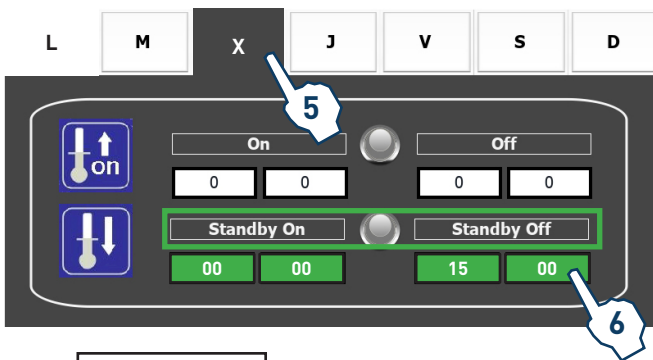 L M X J V S D
5
on On Off
0 0 0 0
Standby On Standby Off
00 00 15 00
6